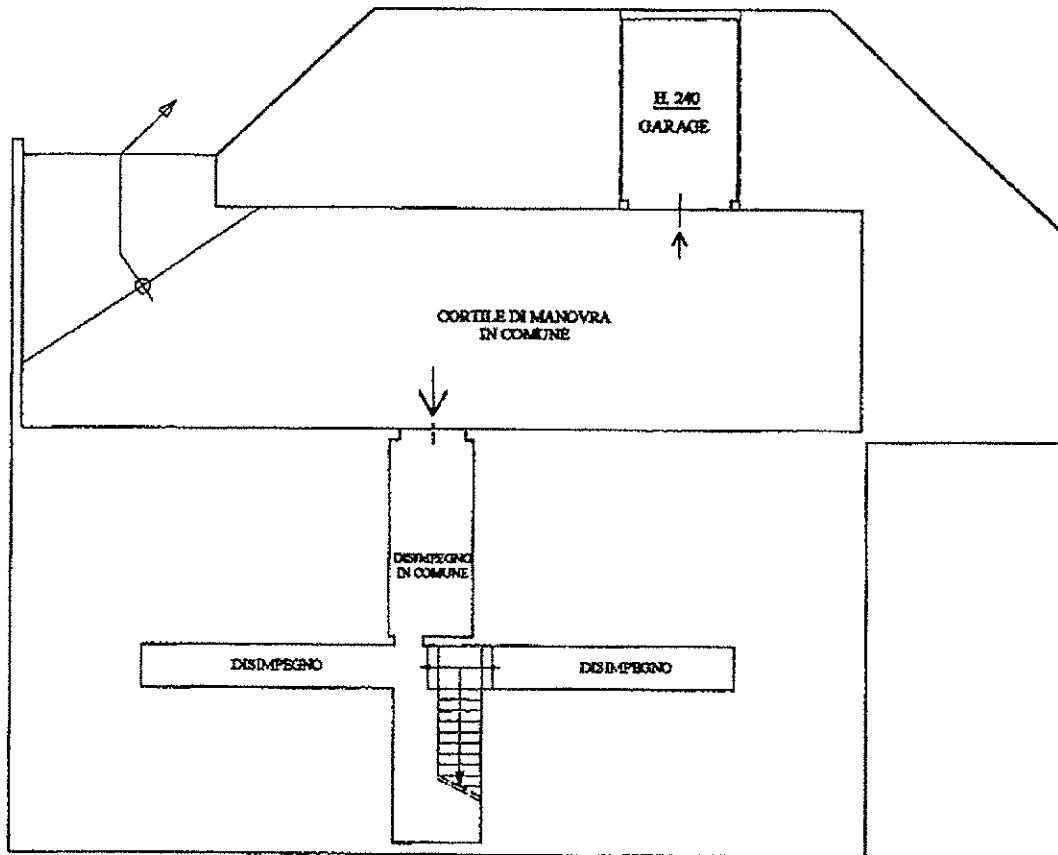 H. 240
GARAGE
CORTILE DI MANOVRA
IN COMUNE
DISIMPEGNO
IN COMUNE
DISIMPEGNO
DISIMPEGNO